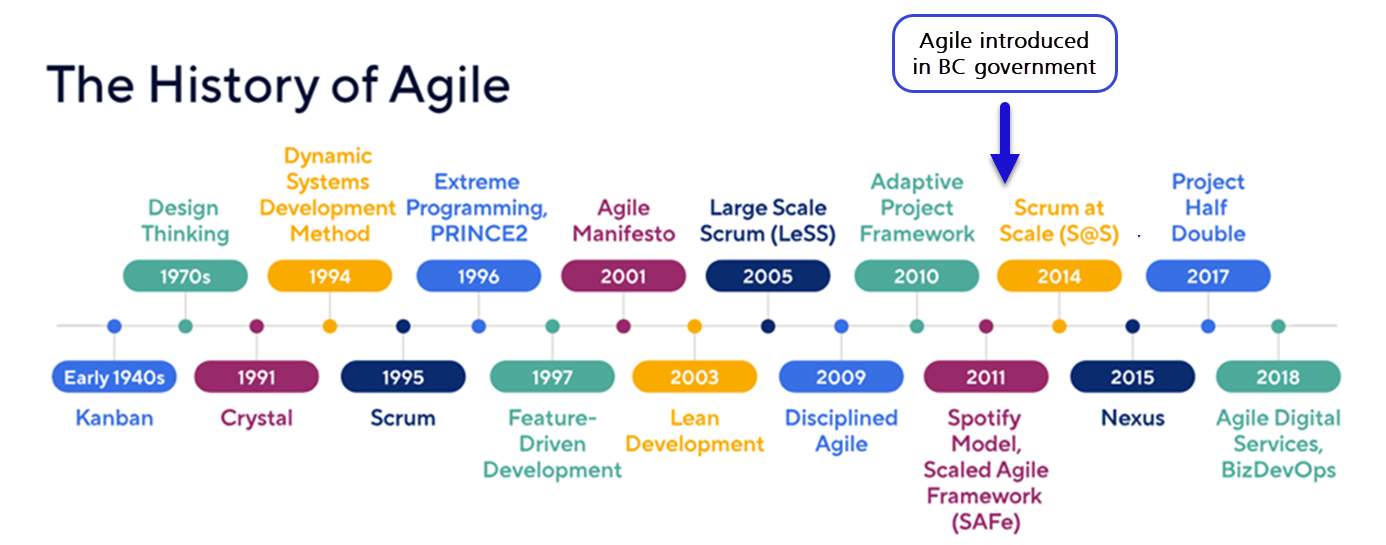 Agile introduced
in BC government
The History of Agile
Design
Thinking
1970s
Dynamic
Systems
Development
Method
1994
Extreme
Programming,
PRINCE2
1996
Agile
Manifesto
2001
Large Scale
Scrum (LeSS)
2005
Adaptive
Project
Framework
2010
Scrum at
Scale (S@S)
2014
Project
Half
Double
2017
Early 1940s
Kanban
1991
Crystal
1995
Scrum
1997
Feature-
Driven
Development
2003
Lean
Development
2009
Disciplined
Agile
2011
Spotify
Model,
Scaled Agile
Framework
(SAFe)
2015
Nexus
2018
Agile Digital
Services,
BizDevOps